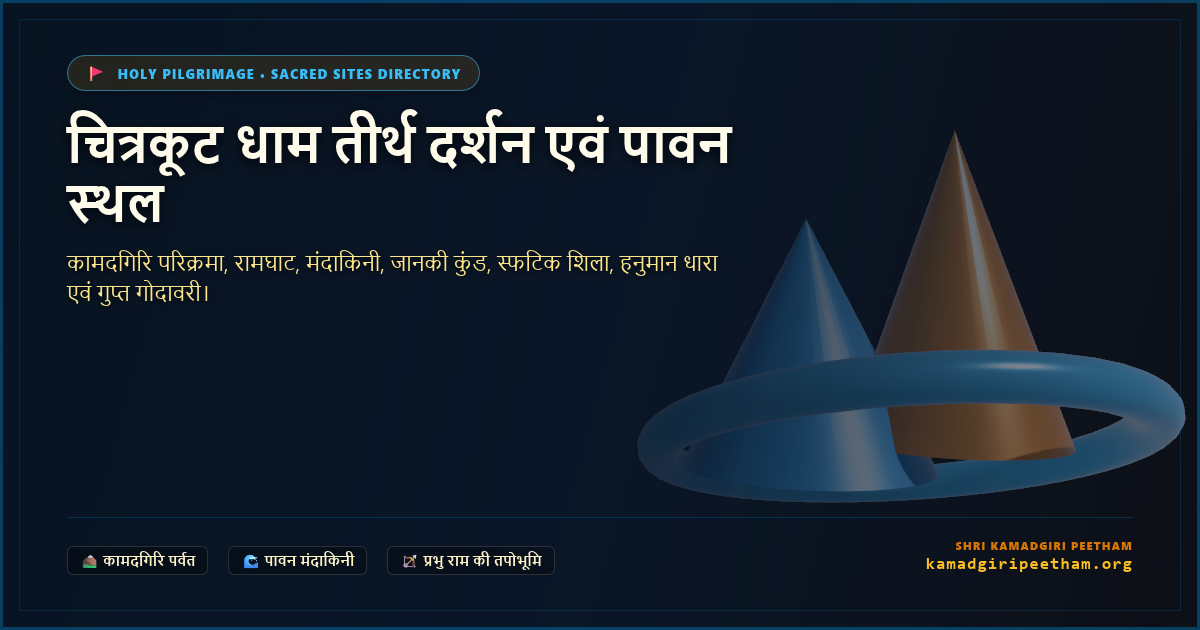 HOLY PILGRIMAGE • SACRED SITES DIRECTORY
चित्रकूट धाम तीर्थ दर्शन एवं पावन
स्थल
कामदगिरि परिक्रमा, रामघाट, मंदाकिनी, जानकी कुंड, स्फटिक शिला, हनुमान धारा
एवं गुप्त गोदावरी।
कामदगिरि पर्वत
पावन मंदाकिनी
प्रभु राम की तपोभूमि
SHRI KAMADGIRI PEETHAM
kamadgiripeetham.org